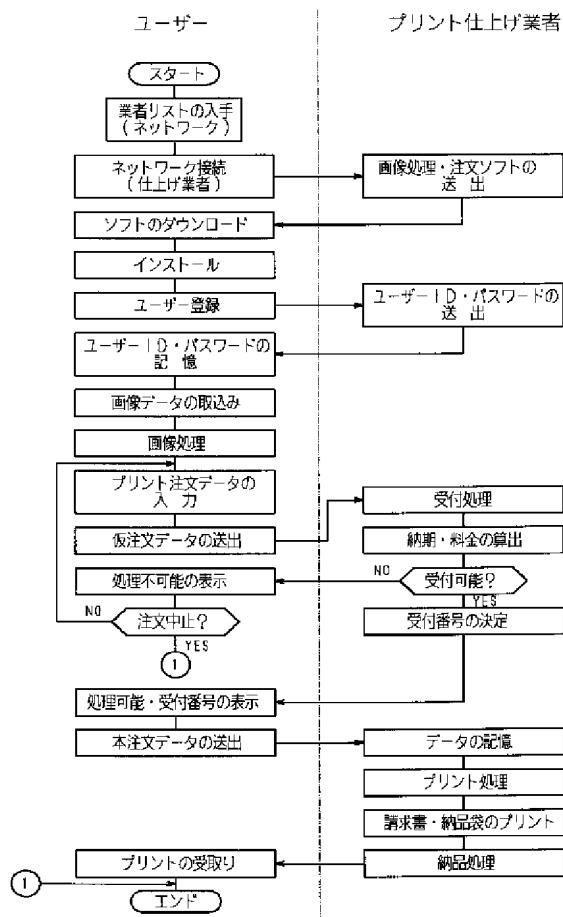 ユーザー
プリント仕上げ業者
スタート
業者リストの入手
(ネットワーク)
ネットワーク接続
(仕上げ業者)
画像処理・注文ソフトの
送 出
ソフトのダウンロード
インストール
ユーザー登録
ユーザーID・パスワードの
送 出
ユーザーID・パスワードの
記 憶
画像データの取込み
画像処理
プリント注文データの
入 力
受付処理
仮注文データの送出
納期・料金の算出
処理不可能の表示
NO
受付可能?
YES
NO
注文中止?
YES
受付番号の決定
1
処理可能・受付番号の表示
本注文データの送出
データの記憶
プリント処理
請求書・納品袋のプリント
プリントの受取り
納品処理
1
エンド